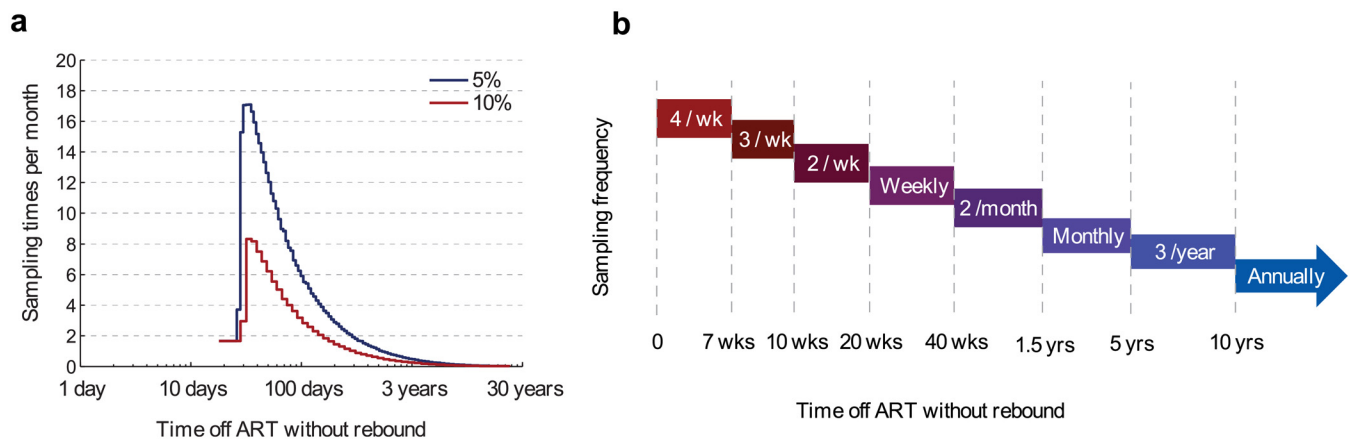 a
Sampling times per month
20
18
16
14
12
10
8
6
4
2
0
5%
10%
1 day
10 days
100 days
3 years
30 years
Time off ART without rebound
b
Sampling frequency
4 / wk
3 / wk
2 / wk
Weekly
2 /month
Monthly
3 /year
Annually
0
7 wks
10 wks
20 wks
40 wks
1.5 yrs
5 yrs
10 yrs
Time off ART without rebound